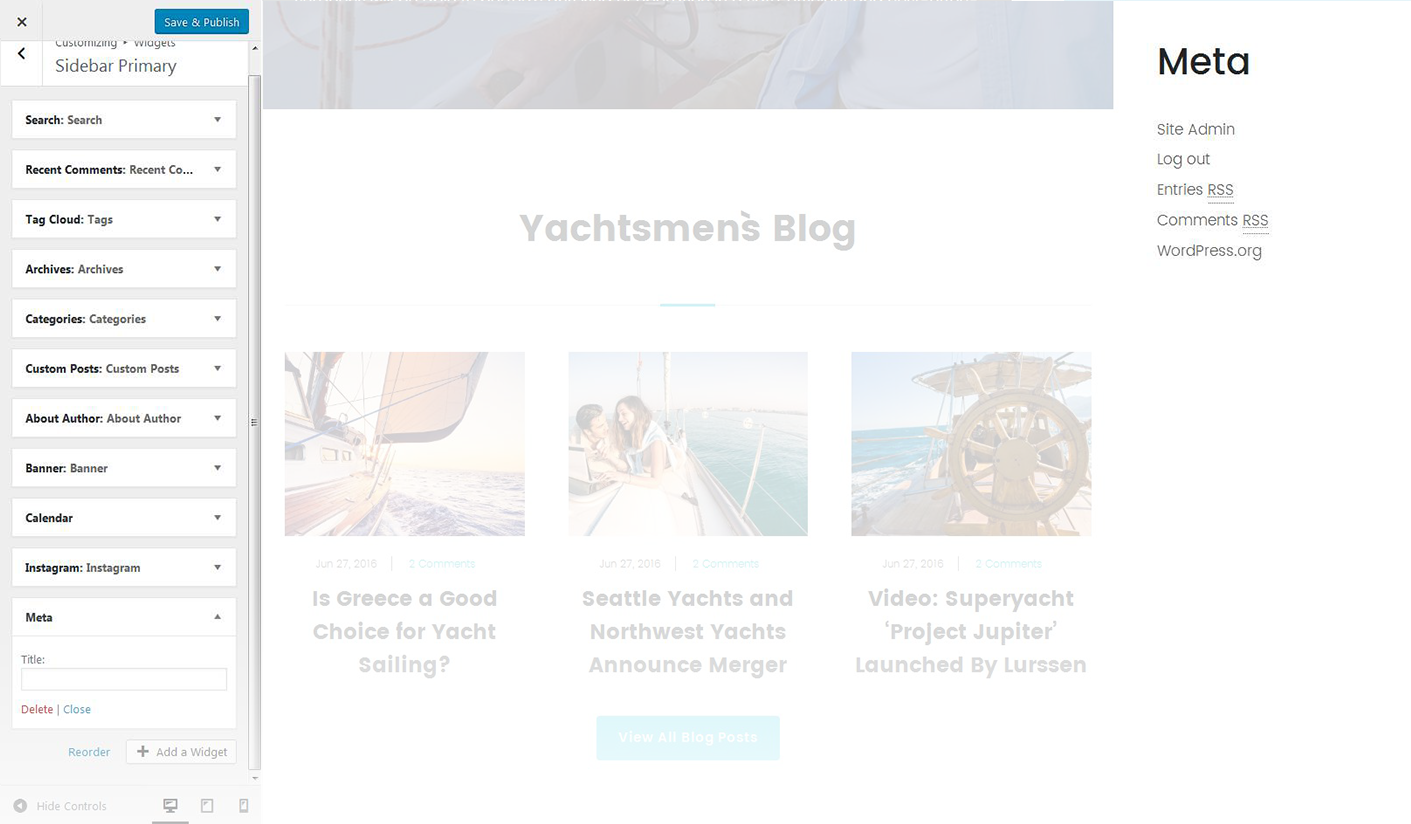 Save & Publish
Customizing ▸ Widgets
Sidebar Primary
Search: Search
Recent Comments: Recent Co...
Tag Cloud: Tags
Archives: Archives
Categories: Categories
Custom Posts: Custom Posts
About Author: About Author
Banner: Banner
Calendar
Instagram: Instagram
Meta
Title:
Delete | Close
Reorder
Add a Widget
Hide Controls
Yachtsmen`s Blog
Jun 27, 2016
2 Comments
Is Greece a Good
Choice for Yacht
Sailing?
Jun 27, 2016
2 Comments
Seattle Yachts and
Northwest Yachts
Announce Merger
Jun 27, 2016
2 Comments
Video: Superyacht
‘Project Jupiter’
Launched By Lurssen
View All Blog Posts
Meta
Site Admin
Log out
Entries RSS
Comments RSS
WordPress.org